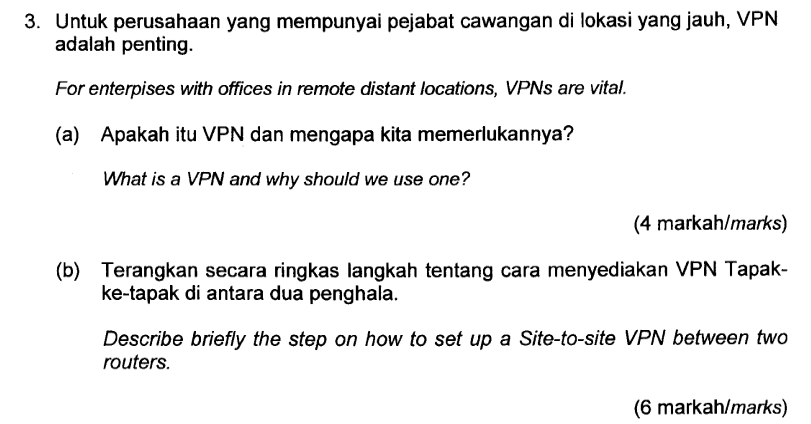 3. Untuk perusahaan yang mempunyai pejabat cawangan di lokasi yang jauh, VPN
adalah penting.
For enterpises with offices in remote distant locations, VPNs are vital.
(a) Apakah itu VPN dan mengapa kita memerlukannya?
What is a VPN and why should we use one?
(4 markah/marks)
(b) Terangkan secara ringkas langkah tentang cara menyediakan VPN Tapak-
ke-tapak di antara dua penghala.
Describe briefly the step on how to set up a Site-to-site VPN between two
routers.
(6 markah/marks)